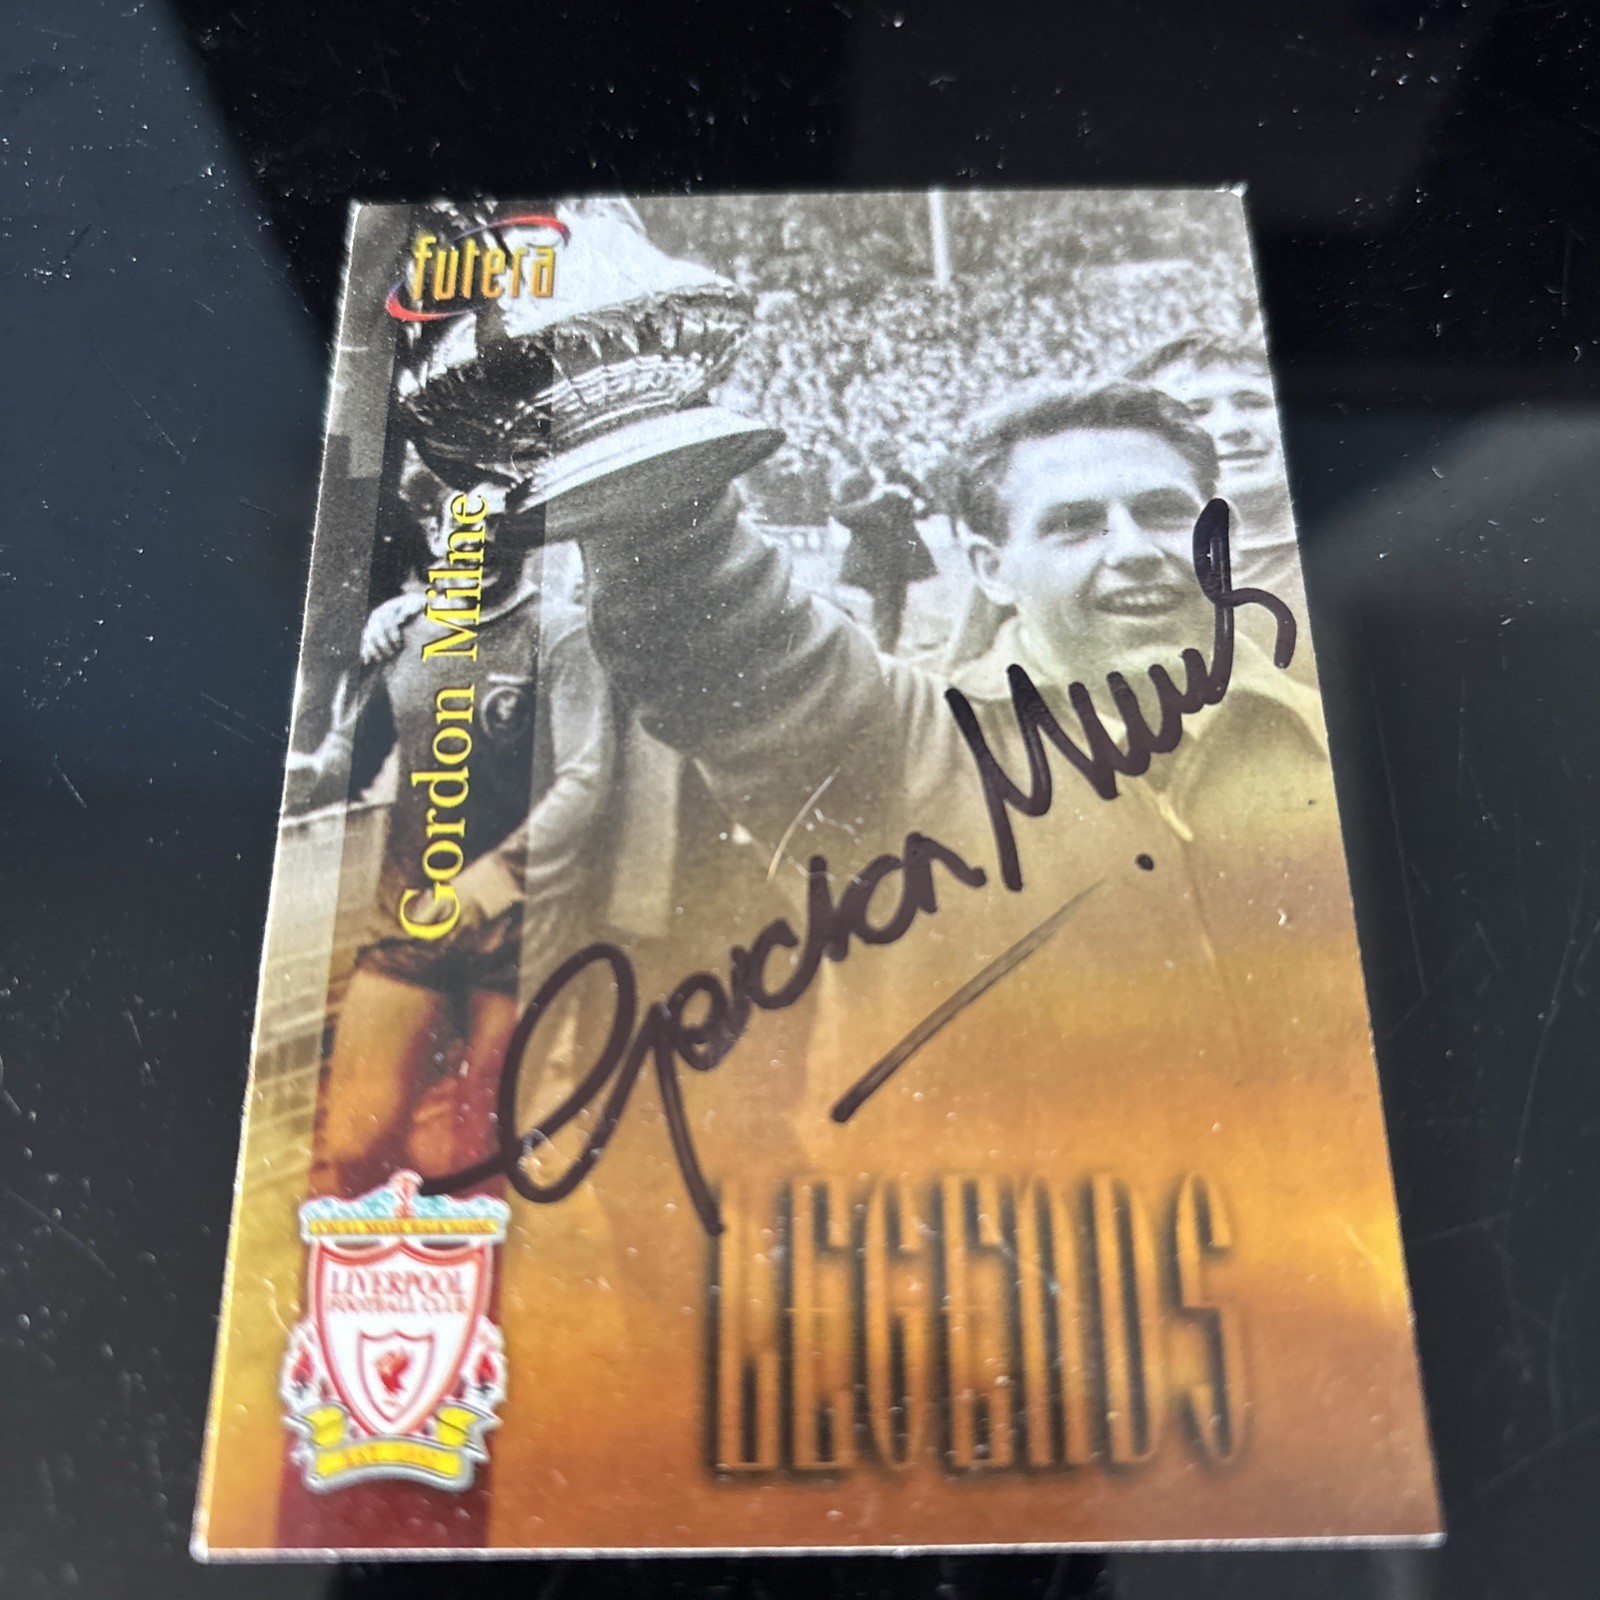 futera
Gordon Milne
Gordon Milne
LIVERPOOL
FOOTBALL CLUB
LEGENDS